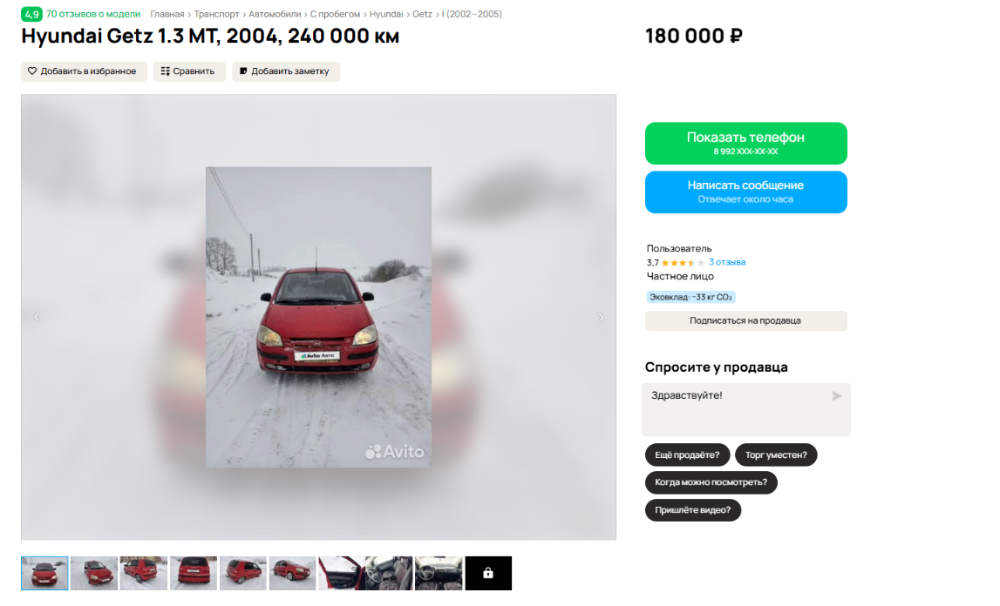 4,9 70 отзывов о модели Главная › Транспорт › Автомобили › С пробегом › Hyundai › Getz › I (2002—2005)
Hyundai Getz 1.3 MT, 2004, 240 000 км
180 000 ₽
Добавить в избранное
Сравнить
Добавить заметку
Avito Авто
Avito
Показать телефон
8 992 XXX-XX-XX
Написать сообщение
Отвечает около часа
Пользователь
3,7 3 отзыва
Частное лицо
Эковклад: −33 кг CO₂
Подписаться на продавца
Спросите у продавца
Здравствуйте!
Ещё продаёте?
Торг уместен?
Когда можно посмотреть?
Пришлёте видео?